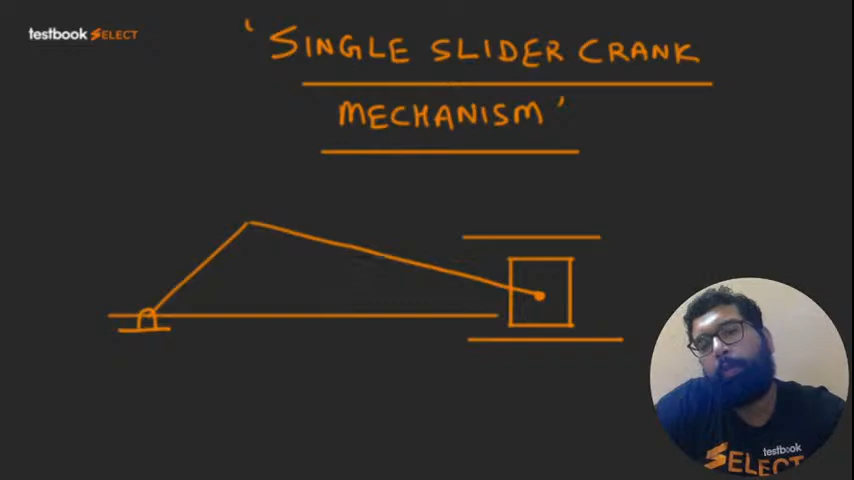 testbook SELECT
'SINGLE SLIDER CRANK
MECHANISM'
testbook
SELECT